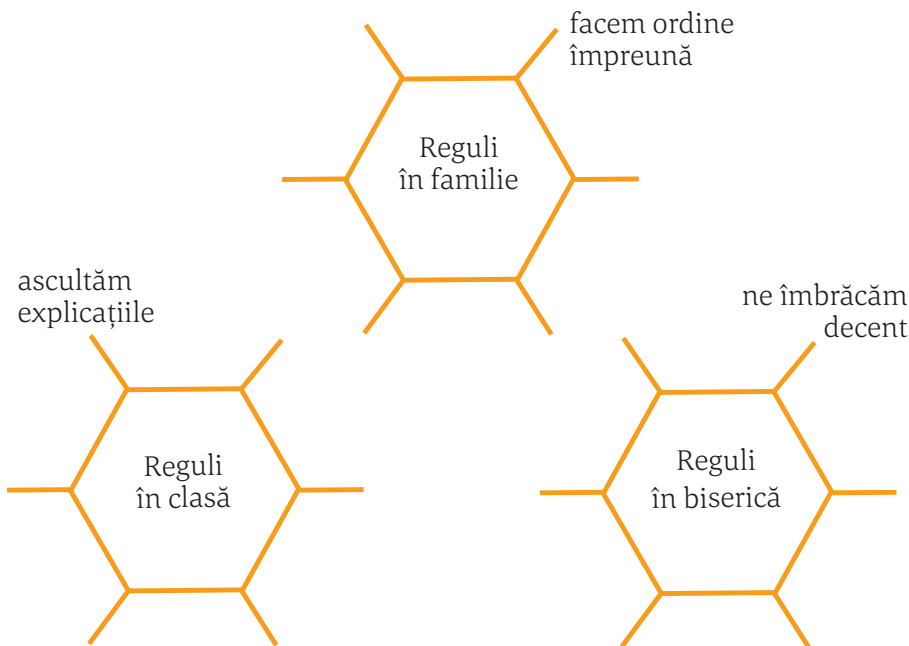 facem ordine
împreună
Reguli
în familie
ascultăm
explicațiile
ne îmbrăcăm
decent
Reguli
în clasă
Reguli
în biserică